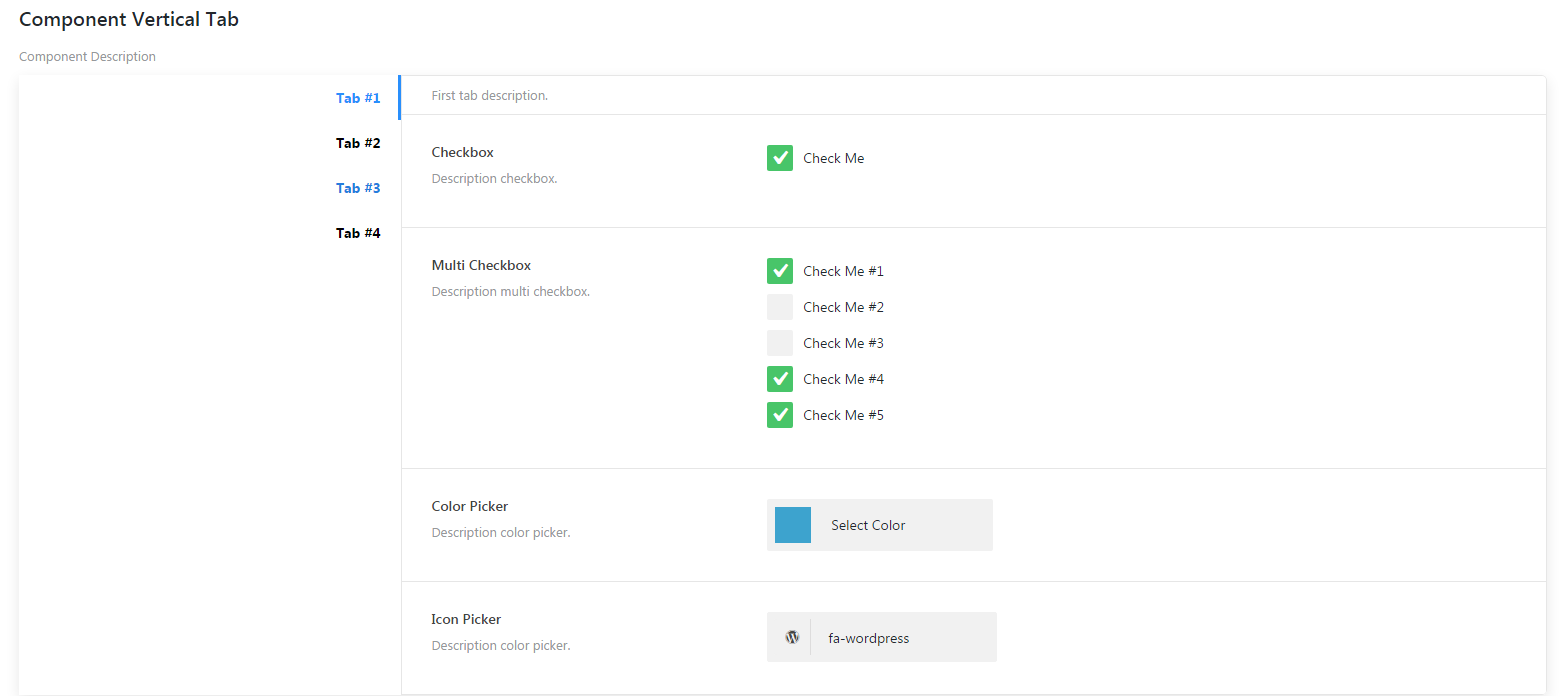 Component Vertical Tab
Component Description
Tab #1
Tab #2
Tab #3
Tab #4
First tab description.
Checkbox
Description checkbox.
Check Me
Multi Checkbox
Description multi checkbox.
Check Me #1
Check Me #2
Check Me #3
Check Me #4
Check Me #5
Color Picker
Description color picker.
Select Color
Icon Picker
Description color picker.
fa-wordpress